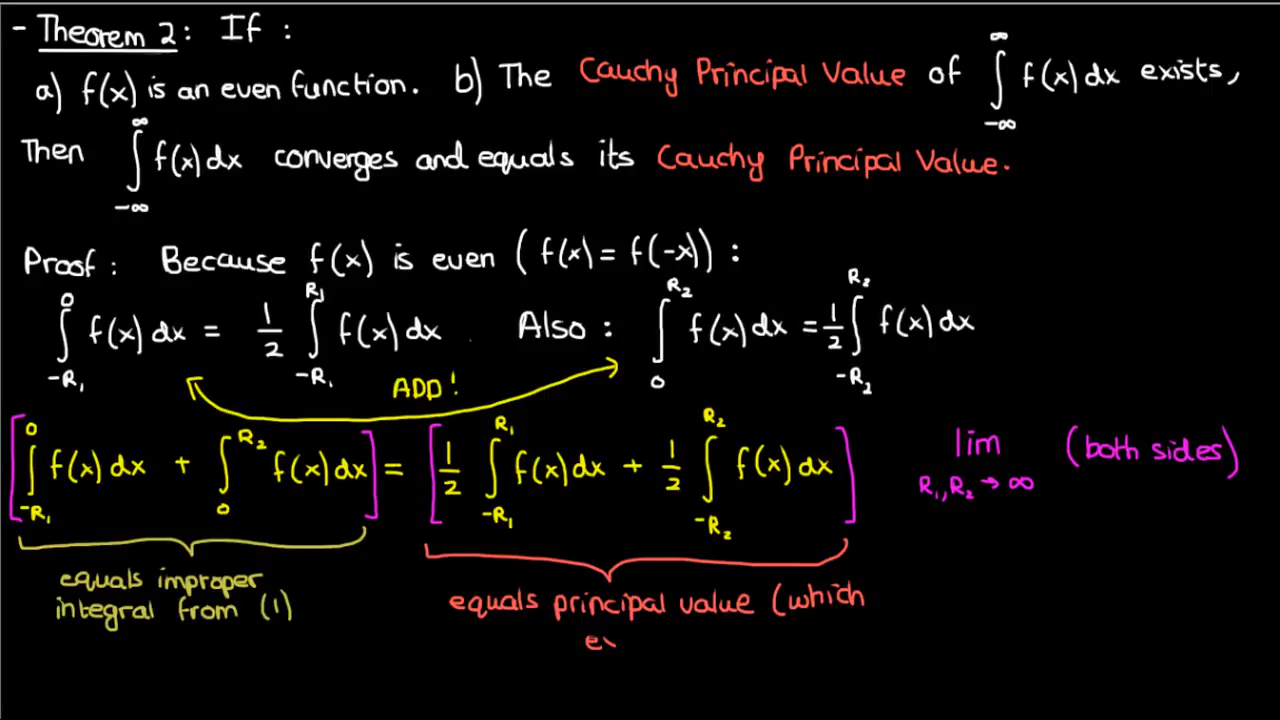 - Theorem 2: If :
a) f(x) is an even function. b) The Cauchy Principal Value of ∫_{-∞}^{∞} f(x) dx exists,
Then ∫_{-∞}^{∞} f(x) dx converges and equals its Cauchy Principal Value.
Proof: Because f(x) is even (f(x) = f(-x)) :
∫_{-R₁}^{0} f(x) dx = 1/2 ∫_{-R₁}^{R₁} f(x) dx Also : ∫_{0}^{R₂} f(x) dx = 1/2 ∫_{-R₂}^{R₂} f(x) dx
ADD!
[∫_{-R₁}^{0} f(x) dx + ∫_{0}^{R₂} f(x) dx] = [1/2 ∫_{-R₁}^{R₁} f(x) dx + 1/2 ∫_{-R₂}^{R₂} f(x) dx] lim_{R₁,R₂→∞} (both sides)
equals improper
integral from (1)
equals principal value (which
ex